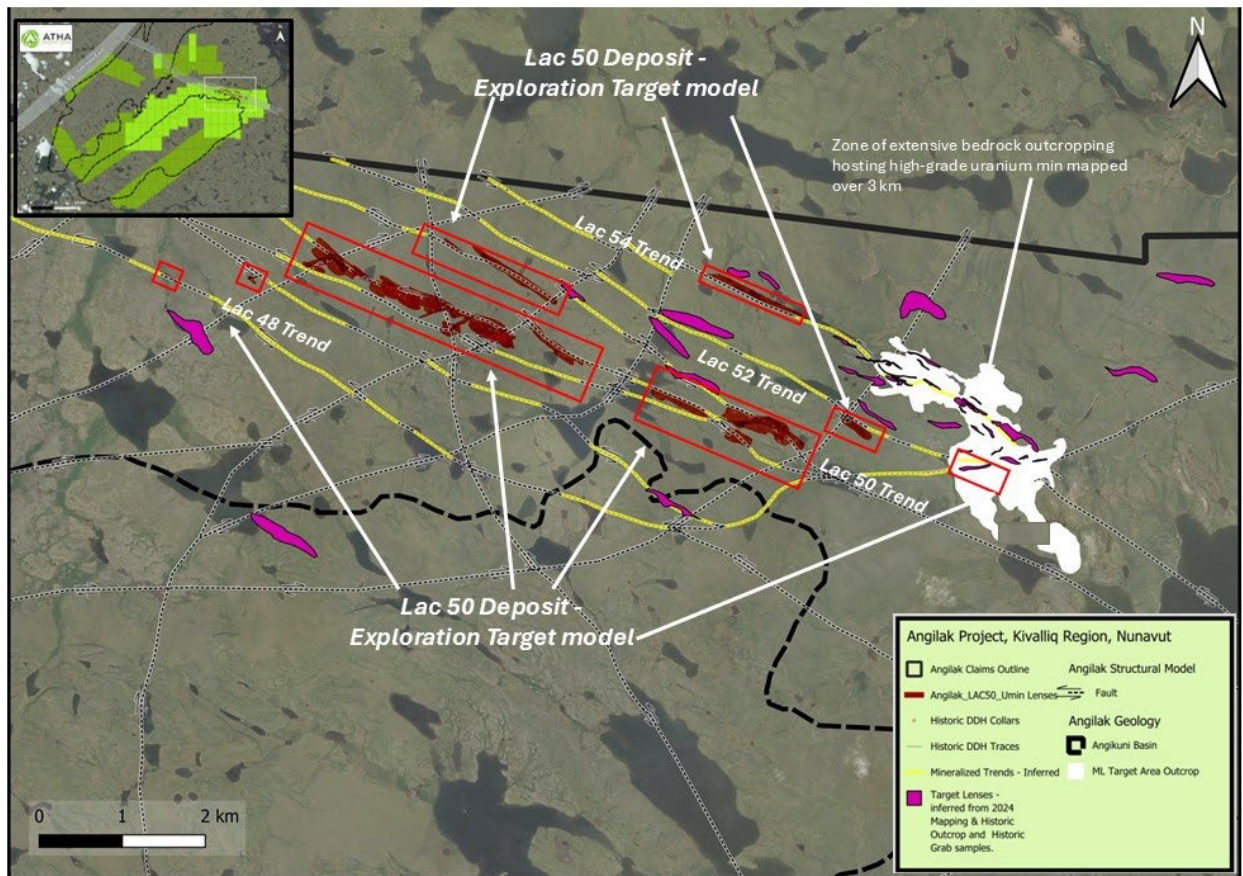 ATHA
N
Lac 50 Deposit -
Exploration Target model
Zone of extensive bedrock outcropping
hosting high-grade uranium min mapped
over 3 km
Lac 54 Trend
Lac 48 Trend
Lac 52 Trend
Lac 50 Trend
Lac 50 Deposit -
Exploration Target model
0 1 2 km
Angilak Project, Kivalliq Region, Nunavut
Angilak Claims Outline
Angilak_LAC50_Umin Lenses
Historic DDH Collars
Historic DDH Traces
Mineralized Trends - Inferred
Target Lenses -
inferred from 2024
Mapping & Historic
Outcrop and Historic
Grab samples.
Angilak Structural Model
Fault
Angilak Geology
Angikuni Basin
ML Target Area Outcrop